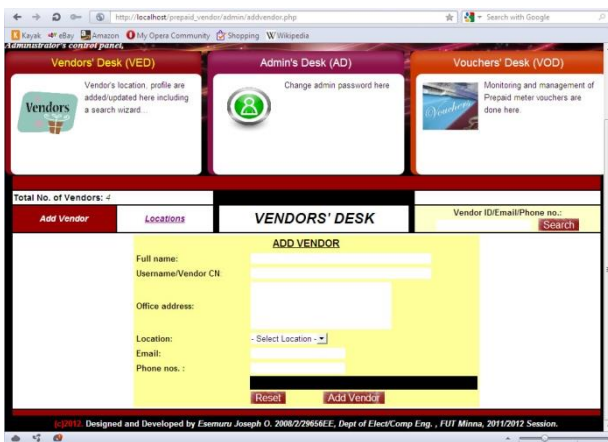 http://localhost/prepaid_vendor/admin/addvendor.php
Search with Google
Kayak eBay Amazon My Opera Community Shopping Wikipedia
Administrator's control panel,
Vendors' Desk (VED)
Vendors
Vendor's location, profile are
added/updated here including
a search wizard...
Admin's Desk (AD)
Change admin password here
Vouchers' Desk (VOD)
Vouchers
Monitoring and management of
Prepaid meter vouchers are
done here.
Total No. of Vendors: 4
Add Vendor
Locations
VENDORS' DESK
Vendor ID/Email/Phone no.:
Search
ADD VENDOR
Full name:
Username/Vendor CN:
Office address:
Location:
- Select Location -
Email:
Phone nos. :
Reset
Add Vendor
(c)2012. Designed and Developed by Esemuru Joseph O. 2008/2/29656EE, Dept of Elect/Comp Eng. , FUT Minna, 2011/2012 Session.